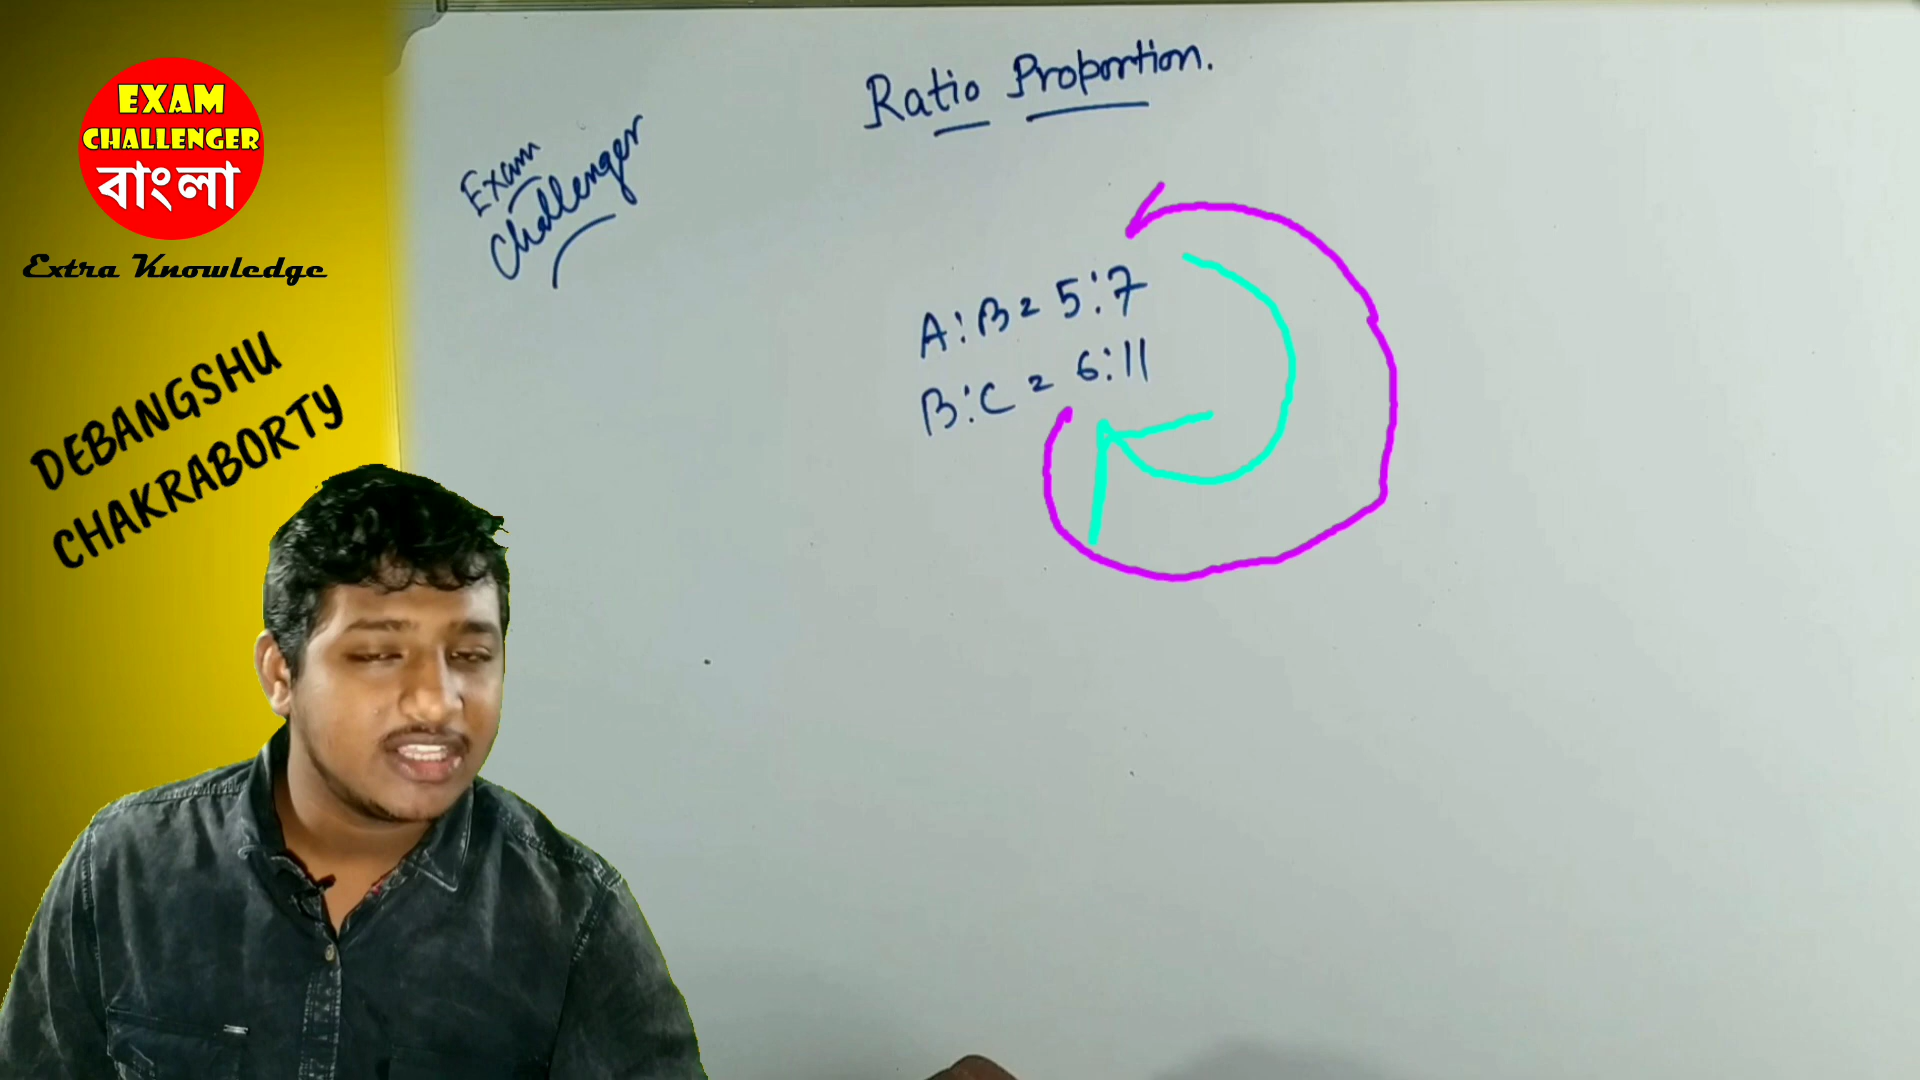 EXAM
CHALLENGER
বাংলা
Extra Knowledge
DEBANGSHU
CHAKRABORTY
Exam
Challenger
Ratio Proportion.
A:B = 5:7
B:C = 6:11